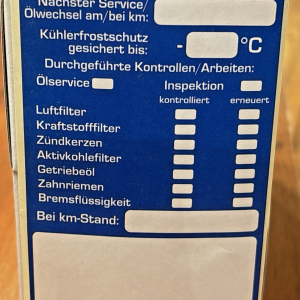 Nächster Service/
Ölwechsel am/bei km:
Kühlerfrostschutz
gesichert bis: - °C
Durchgeführte Kontrollen/Arbeiten:
Ölservice Inspektion
kontrolliert erneuert
Luftfilter
Kraftstofffilter
Zündkerzen
Aktivkohlefilter
Getriebeöl
Zahnriemen
Bremsflüssigkeit
Bei km-Stand: